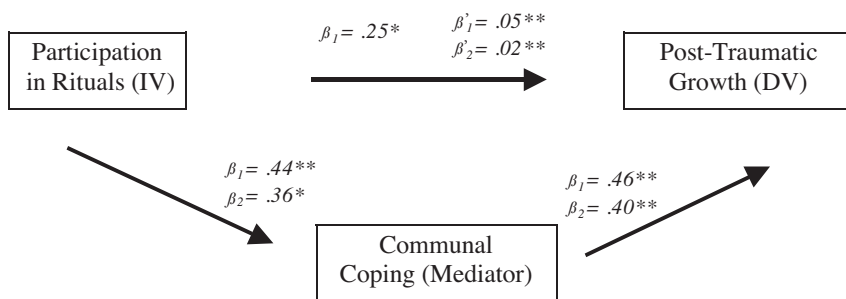 Participation
in Rituals (IV)
β₁= .25*
β'₁= .05**
β'₂= .02**
Post-Traumatic
Growth (DV)
β₁= .44**
β₂= .36*
β₁= .46**
β₂= .40**
Communal
Coping (Mediator)